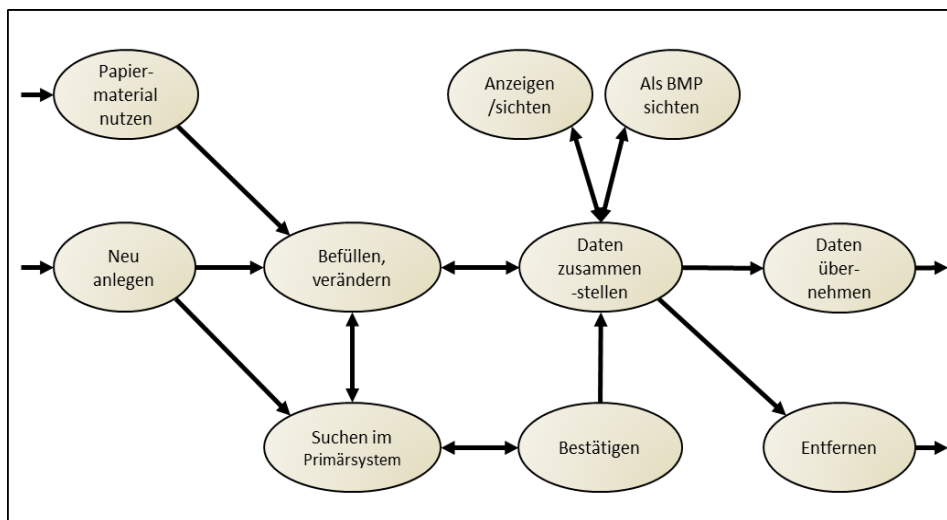 Papier-
material
nutzen
Anzeigen
/sichten
Als BMP
sichten
Neu
anlegen
Befüllen,
verändern
Daten
zusammen
-stellen
Daten
über-
nehmen
Suchen im
Primärsystem
Bestätigen
Entfernen